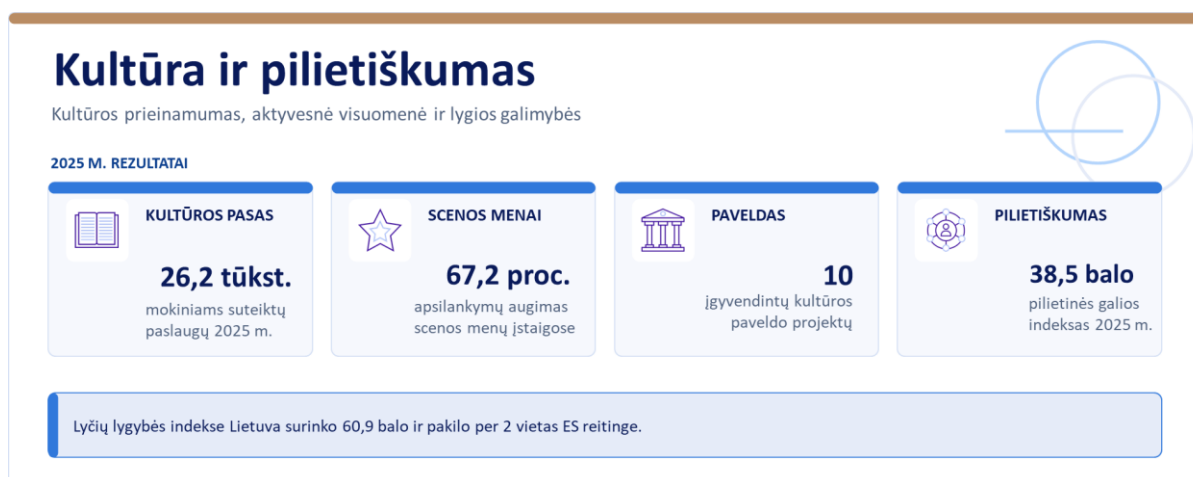 Kultūra ir pilietiškumas
Kultūros prieinamumas, aktyvesnė visuomenė ir lygios galimybės
2025 M. REZULTATAI
KULTŪROS PASAS
26,2 tūkst.
mokiniams suteiktų
paslaugų 2025 m.
SCENOS MENAI
67,2 proc.
apsilankymų augimas
scenos menų įstaigose
PAVELDAS
10
įgyvendintų kultūros
paveldo projektų
PILIETIŠKUMAS
38,5 balo
pilietinės galios
indeksas 2025 m.
Lyčių lygybės indekse Lietuva surinko 60,9 balo ir pakilo per 2 vietas ES reitinge.